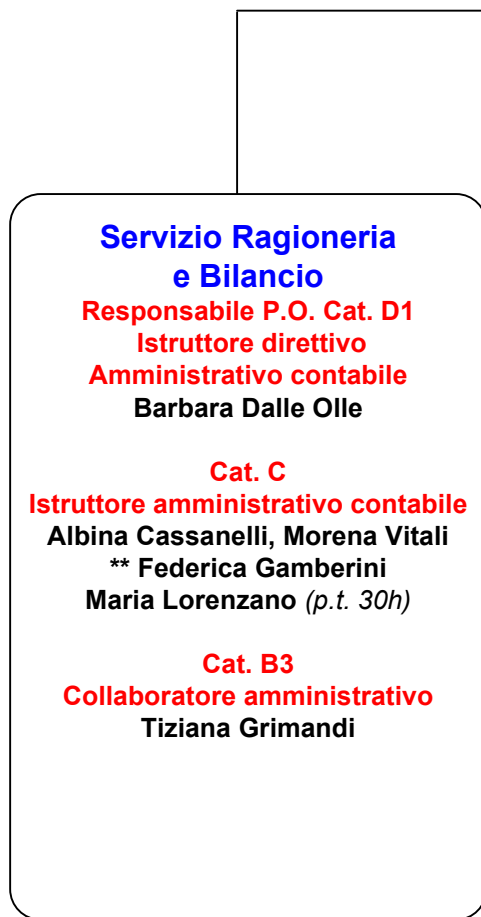 Servizio Ragioneria
e Bilancio
Responsabile P.O. Cat. D1
Istruttore direttivo
Amministrativo contabile
Barbara Dalle Olle
Cat. C
Istruttore amministrativo contabile
Albina Cassanelli, Morena Vitali
** Federica Gamberini
Maria Lorenzano (p.t. 30h)
Cat. B3
Collaboratore amministrativo
Tiziana Grimandi